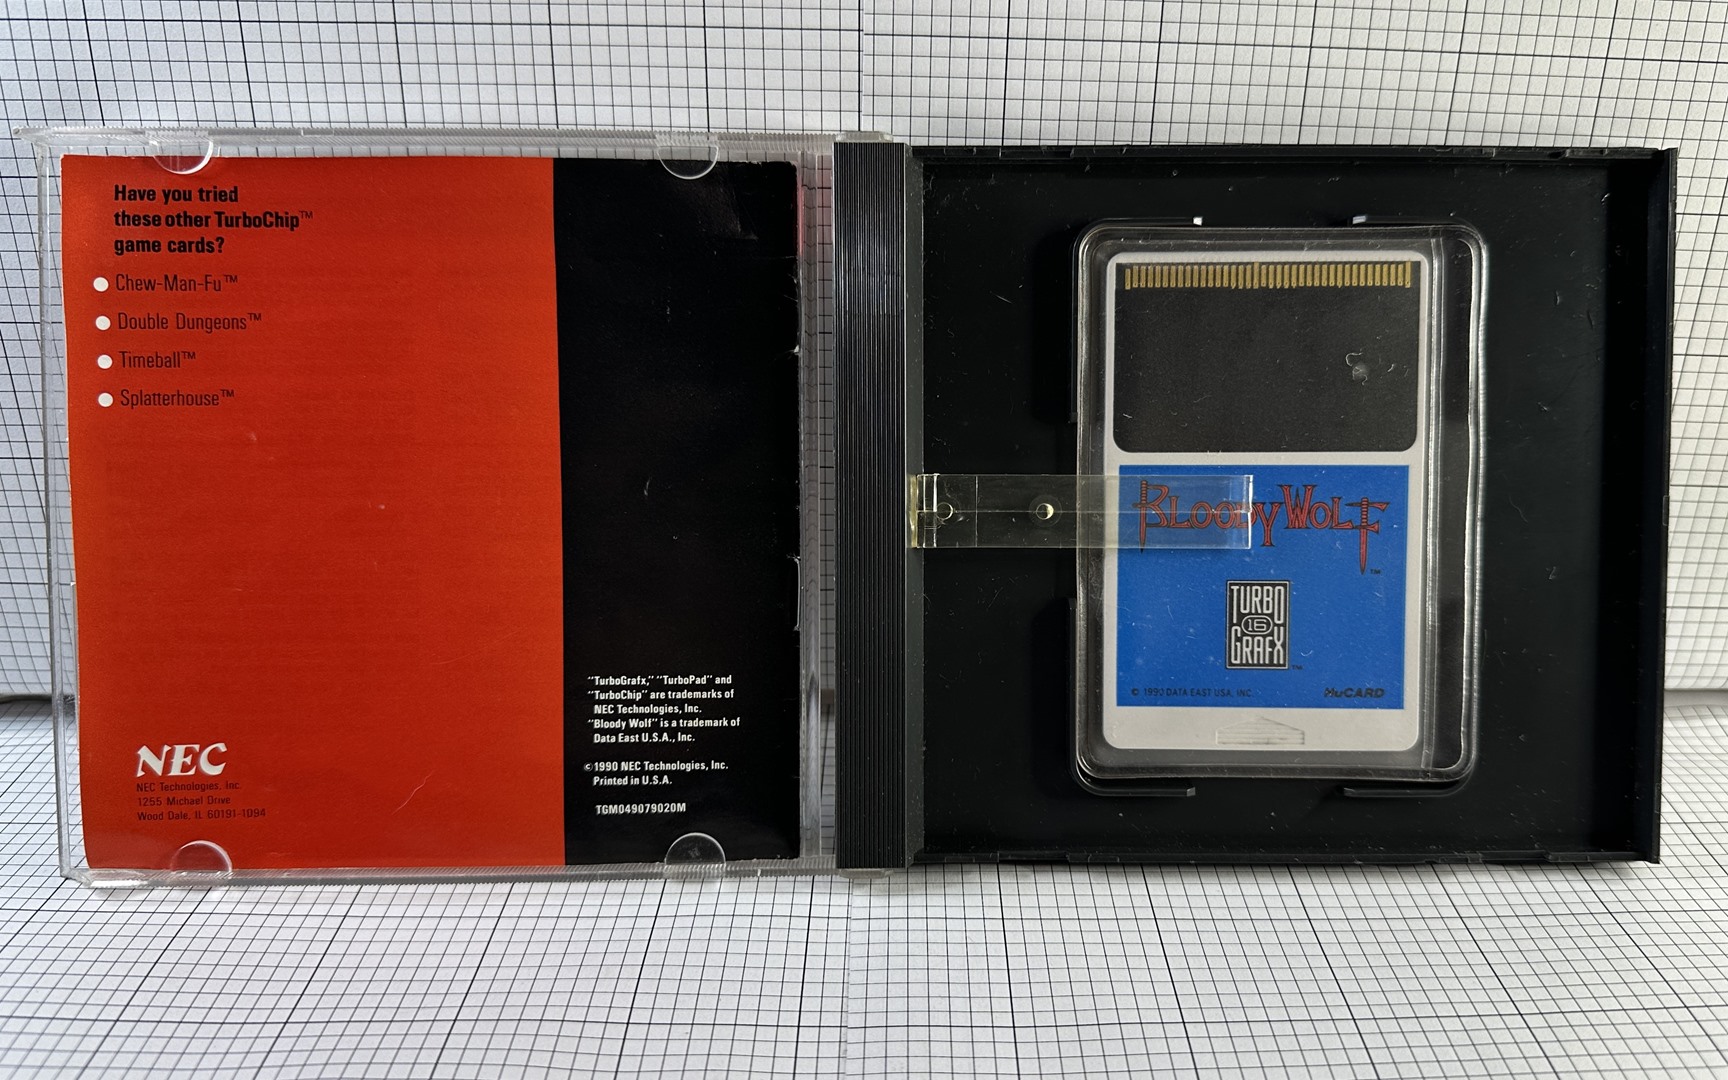 Have you tried
these other TurboChip™
game cards?
Chew-Man-Fu™
Double Dungeons™
Timeball™
Splatterhouse™
NEC
NEC Technologies, Inc.
1255 Michael Drive
Wood Dale, IL 60191-1094
"TurboGrafx," "TurboPad" and
"TurboChip" are trademarks of
NEC Technologies, Inc.
"Bloody Wolf" is a trademark of
Data East U.S.A., Inc.
©1990 NEC Technologies, Inc.
Printed in U.S.A.
TGM049079020M
BLOODY WOLF™
TURBO
16
GRAFX™
© 1990 DATA EAST USA, INC.
HuCARD